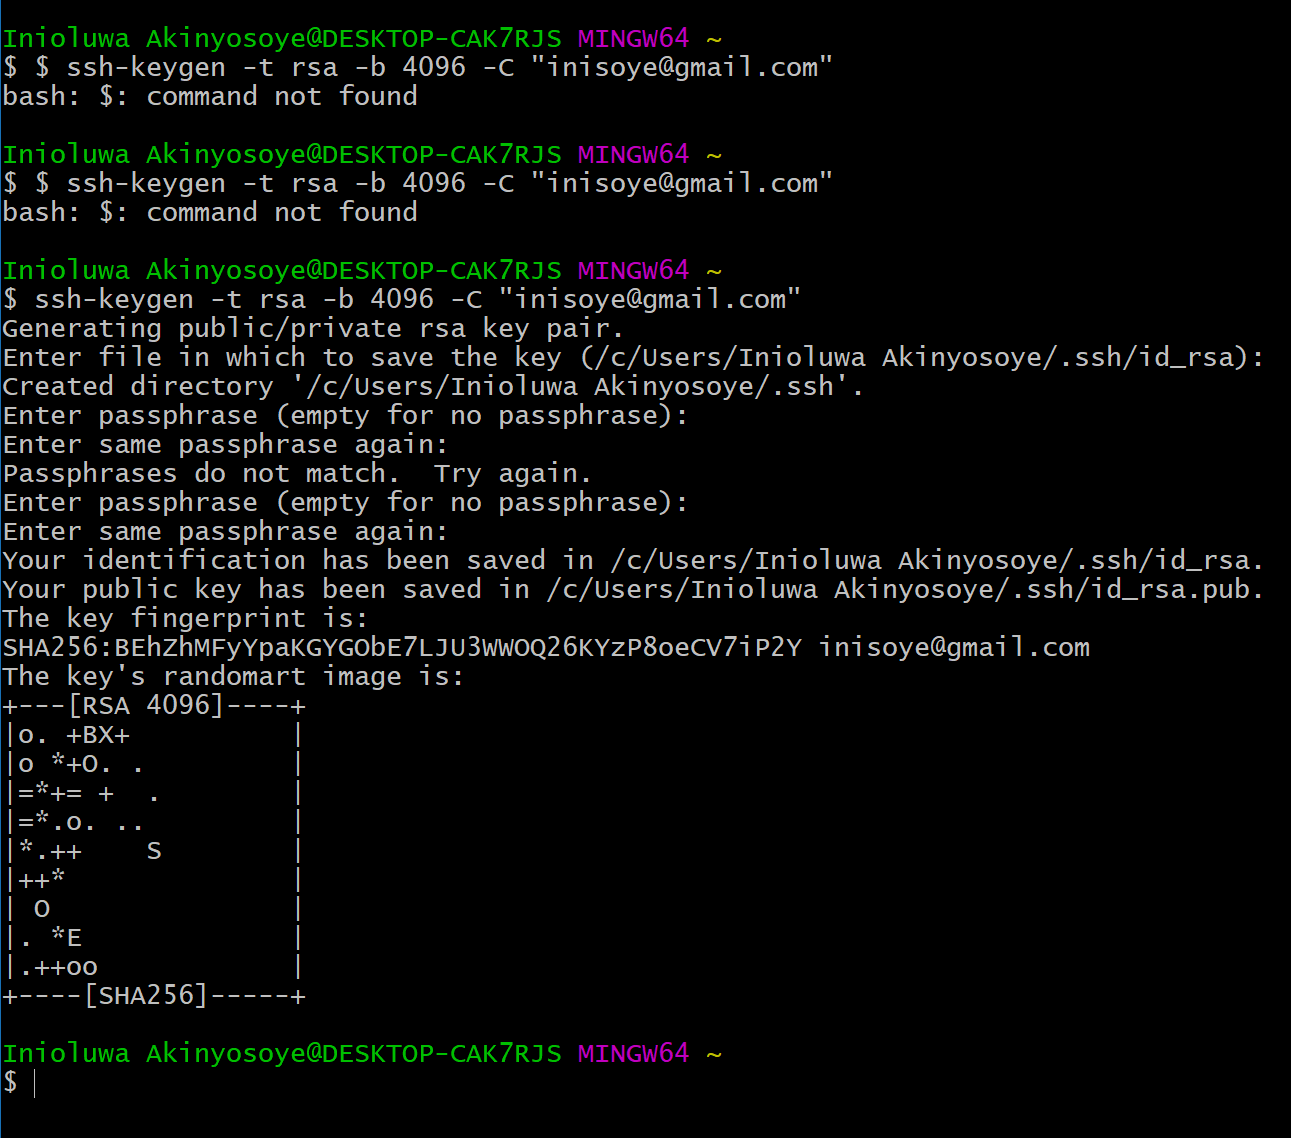 Inioluwa Akinyosoye@DESKTOP-CAK7RJS MINGW64 ~
$ $ ssh-keygen -t rsa -b 4096 -C "inisoye@gmail.com"
bash: $: command not found

Inioluwa Akinyosoye@DESKTOP-CAK7RJS MINGW64 ~
$ $ ssh-keygen -t rsa -b 4096 -C "inisoye@gmail.com"
bash: $: command not found

Inioluwa Akinyosoye@DESKTOP-CAK7RJS MINGW64 ~
$ ssh-keygen -t rsa -b 4096 -C "inisoye@gmail.com"
Generating public/private rsa key pair.
Enter file in which to save the key (/c/Users/Inioluwa Akinyosoye/.ssh/id_rsa):
Created directory '/c/Users/Inioluwa Akinyosoye/.ssh'.
Enter passphrase (empty for no passphrase):
Enter same passphrase again:
Passphrases do not match.  Try again.
Enter passphrase (empty for no passphrase):
Enter same passphrase again:
Your identification has been saved in /c/Users/Inioluwa Akinyosoye/.ssh/id_rsa.
Your public key has been saved in /c/Users/Inioluwa Akinyosoye/.ssh/id_rsa.pub.
The key fingerprint is:
SHA256:BEhZhMFyYpaKGYGObE7LJU3WWOQ26KYzP8oeCV7iP2Y inisoye@gmail.com
The key's randomart image is:
+---[RSA 4096]----+
|o. +BX+          |
|o *+O. .         |
|=*+= +  .        |
|=*.o. ..         |
|*.++    S        |
|++*              |
| O               |
|. *E             |
|.++oo            |
+----[SHA256]-----+

Inioluwa Akinyosoye@DESKTOP-CAK7RJS MINGW64 ~
$